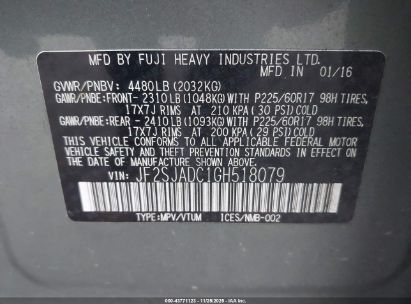 MFD BY FUJI HEAVY INDUSTRIES LTD.
IN 01/16
GVWR/PNBV: 4480LB (2032KG)
GAWR/PNBE: FRONT- 2310LB (1048KG) WITH P225/60R17 98H TIRES,
17X7J RIMS AT 210 KPA (30 PSI) COLD
GAWR/PNBE: REAR - 2410LB (1093KG) WITH P225/60R17 98H TIRES,
17X7J RIMS AT 200 KPA (29 PSI) COLD
THIS VEHICLE CONFORMS TO ALL
APPLICABLE FEDERAL MOTOR
VEHICLE SAFETY STANDARDS
IN EFFECT ON THE DATE OF
MANUFACTURE SHOWN ABOVE.
VIN: JF2SJADC1GH518079
TYPE:MPV/VTUM ICES/NMB-002